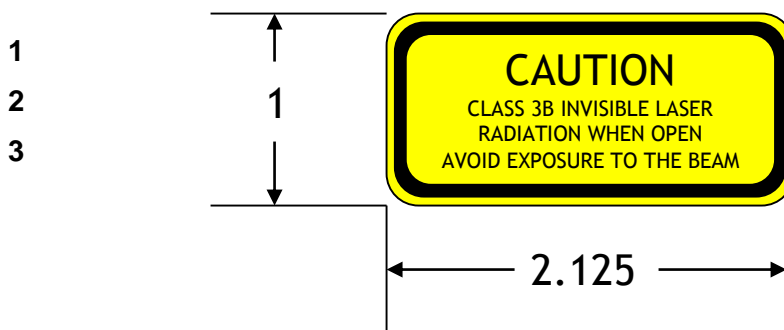 1
2
3
1
CAUTION
CLASS 3B INVISIBLE LASER
RADIATION WHEN OPEN
AVOID EXPOSURE TO THE BEAM
2.125